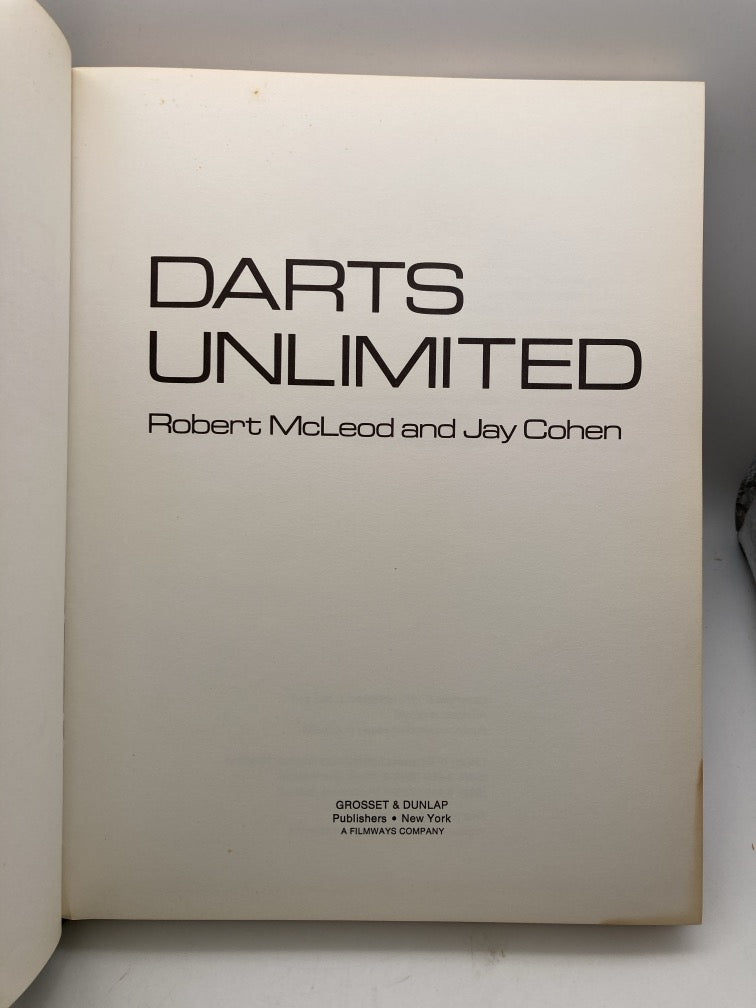 DARTS
UNLIMITED
Robert McLeod and Jay Cohen
GROSSET & DUNLAP
Publishers • New York
A FILMWAYS COMPANY